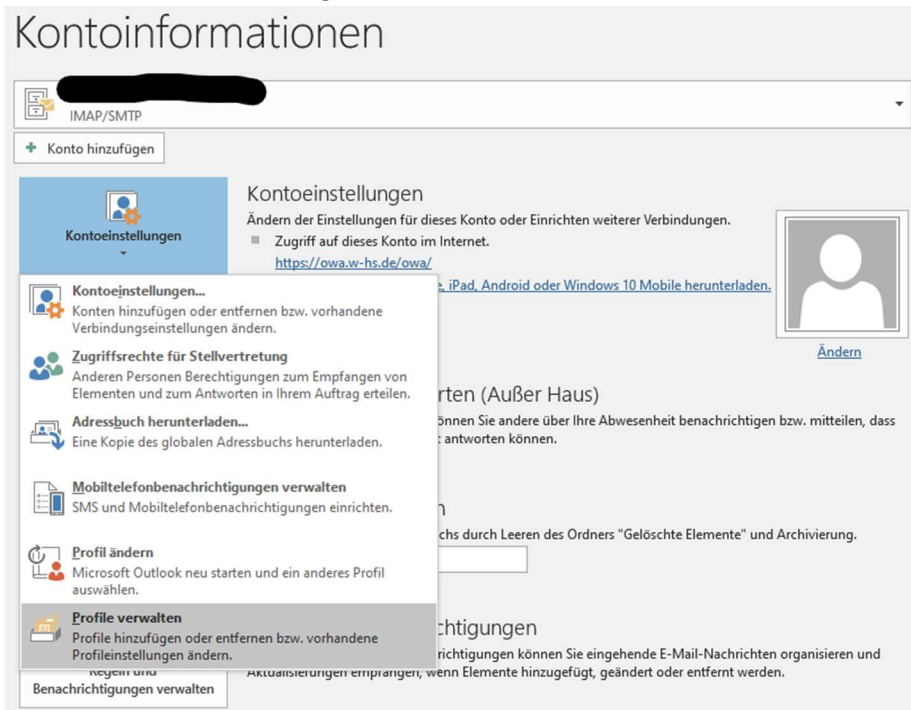 Kontoinformationen
IMAP/SMTP
Konto hinzufügen
Kontoeinstellungen
Kontoeinstellungen
Ändern der Einstellungen für dieses Konto oder Einrichten weiterer Verbindungen.
Zugriff auf dieses Konto im Internet.
https://owa.w-hs.de/owa/
iPad, Android oder Windows 10 Mobile herunterladen.
Ändern
Kontoeinstellungen...
Konten hinzufügen oder entfernen bzw. vorhandene
Verbindungseinstellungen ändern.
Zugriffsrechte für Stellvertretung
Anderen Personen Berechtigungen zum Empfangen von
Elementen und zum Antworten in Ihrem Auftrag erteilen.
Adressbuch herunterladen...
Eine Kopie des globalen Adressbuchs herunterladen.
Mobiltelefonbenachrichtigungen verwalten
SMS und Mobiltelefonbenachrichtigungen einrichten.
Profil ändern
Microsoft Outlook neu starten und ein anderes Profil
auswählen.
Profile verwalten
Profile hinzufügen oder entfernen bzw. vorhandene
Profileinstellungen ändern.
rten (Außer Haus)
önnen Sie andere über Ihre Abwesenheit benachrichtigen bzw. mitteilen, dass
antworten können.
chs durch Leeren des Ordners "Gelöschte Elemente" und Archivierung.
chtigungen
richtigungen können Sie eingehende E-Mail-Nachrichten organisieren und
Aktualisierungen empfangen, wenn Elemente hinzugefügt, geändert oder entfernt werden.
Regeln und
Benachrichtigungen verwalten